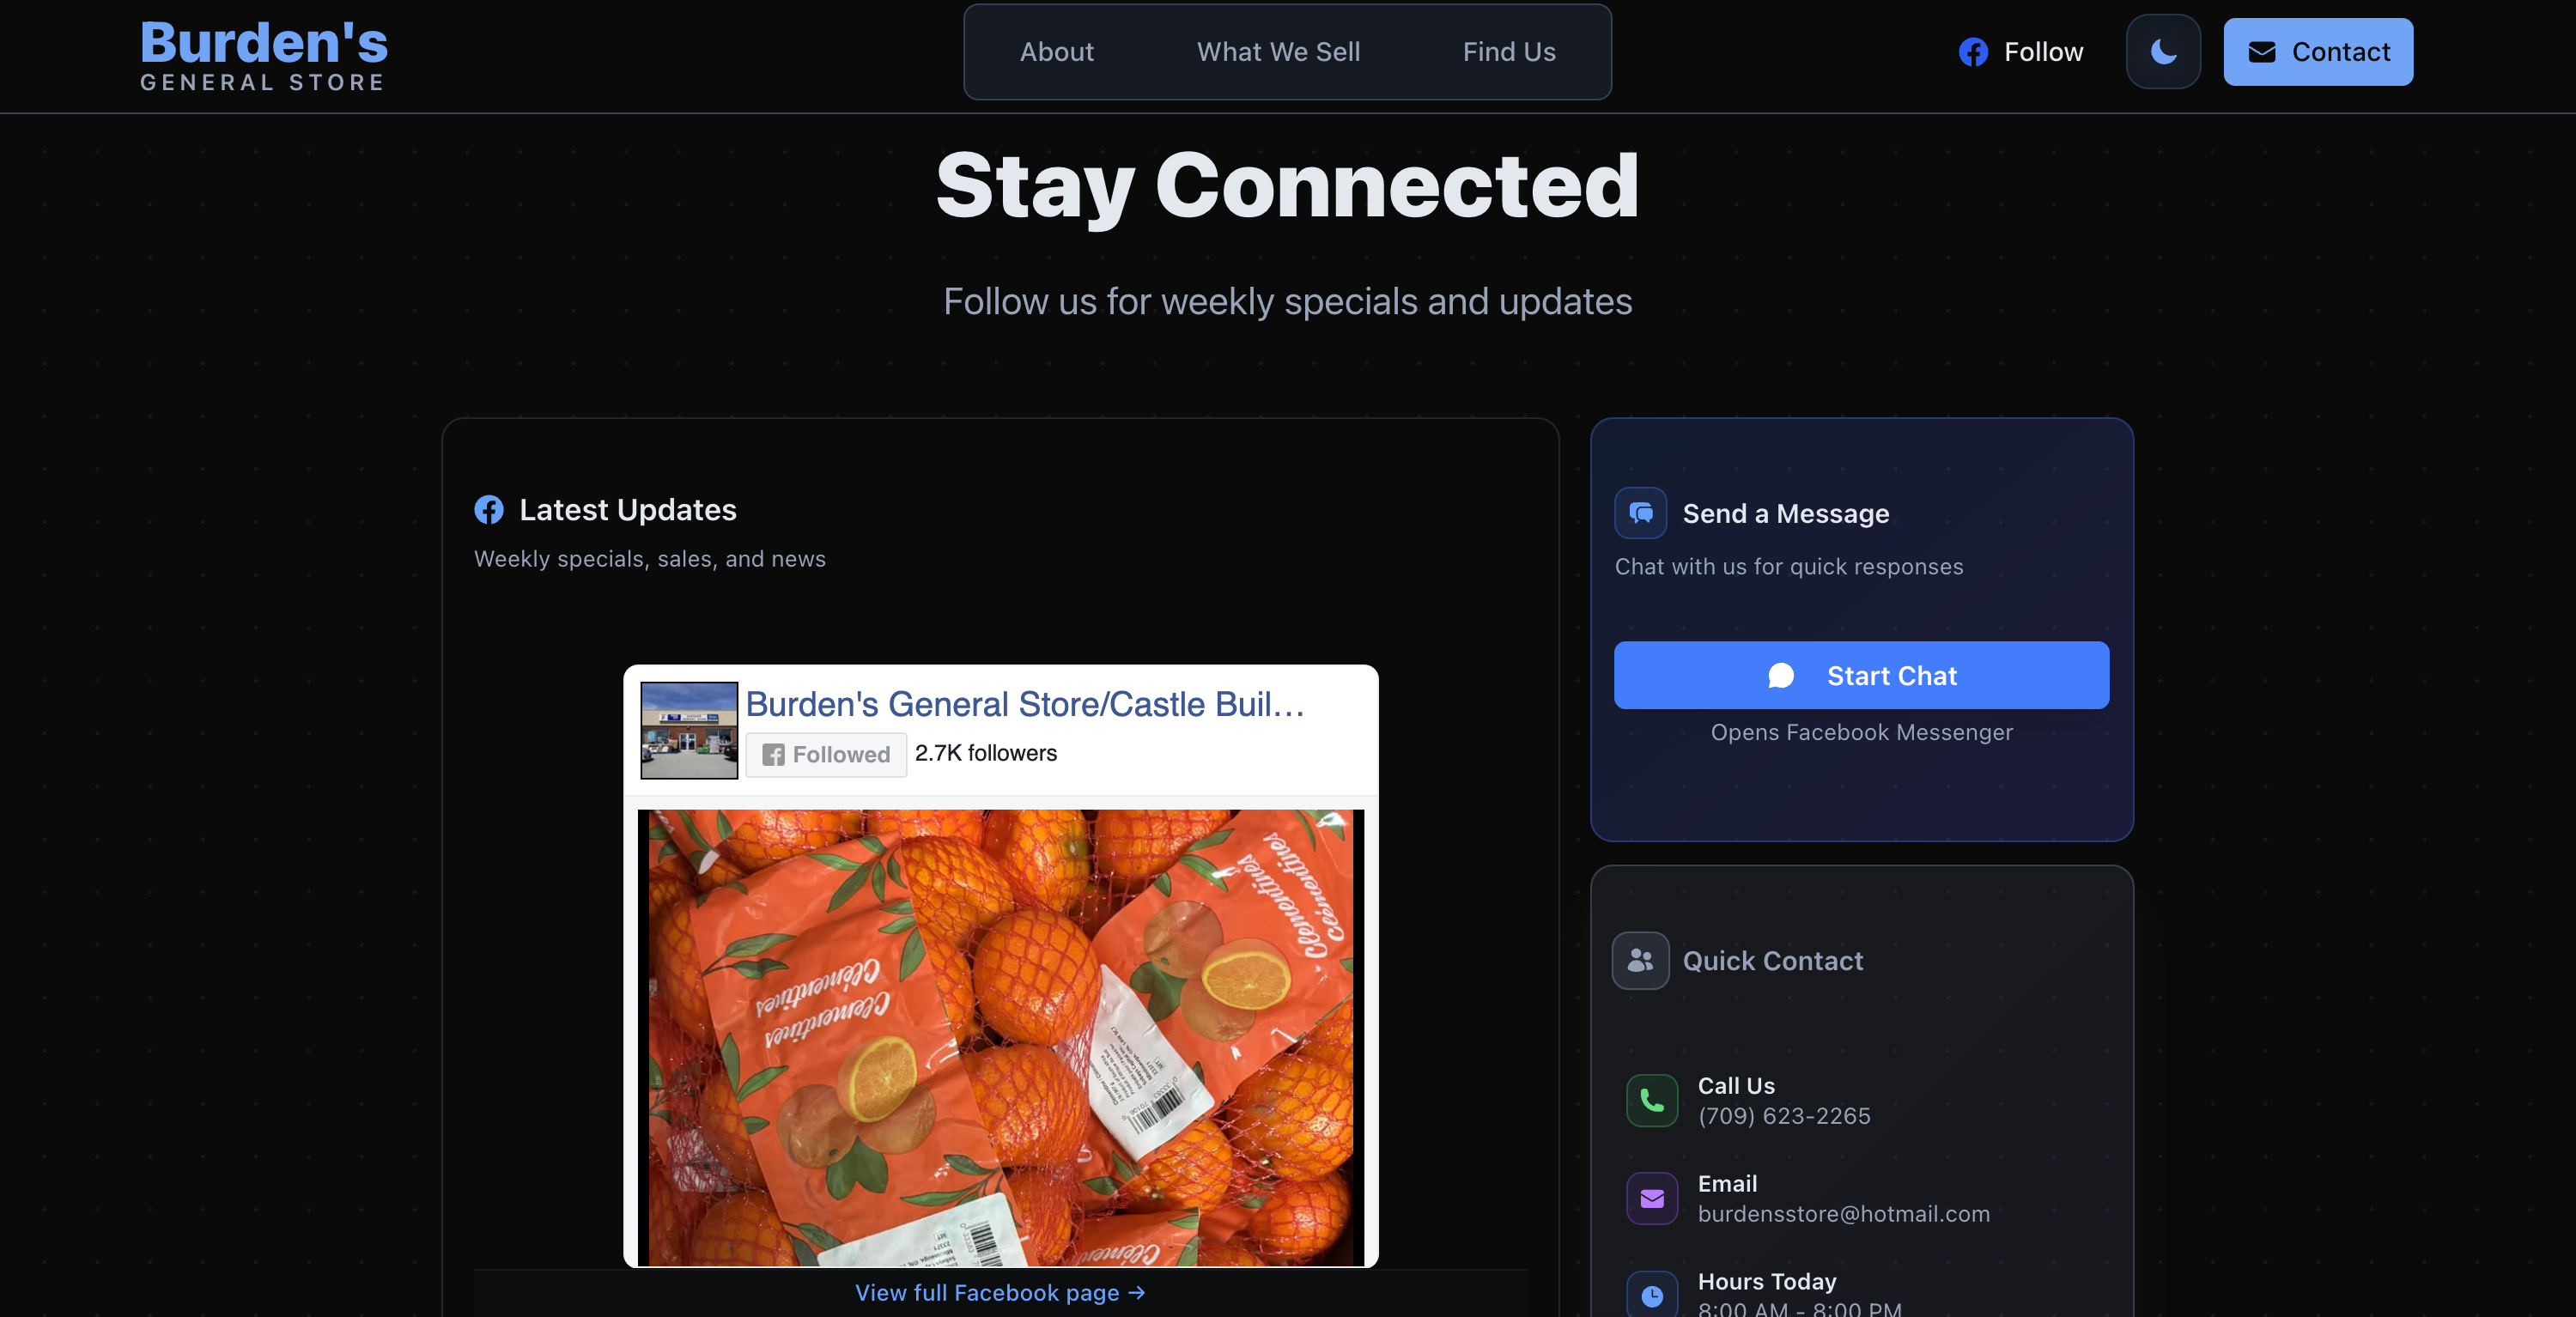 Burden's
GENERAL STORE
About
What We Sell
Find Us
Follow
Contact
Stay Connected
Follow us for weekly specials and updates
Latest Updates
Weekly specials, sales, and news
Burden's General Store/Castle Buil...
Followed
2.7K followers
Clementines
Clementines
Clementines
Clementines
Clementines
View full Facebook page →
Send a Message
Chat with us for quick responses
Start Chat
Opens Facebook Messenger
Quick Contact
Call Us
(709) 623-2265
Email
burdensstore@hotmail.com
Hours Today
8:00 AM - 8:00 PM